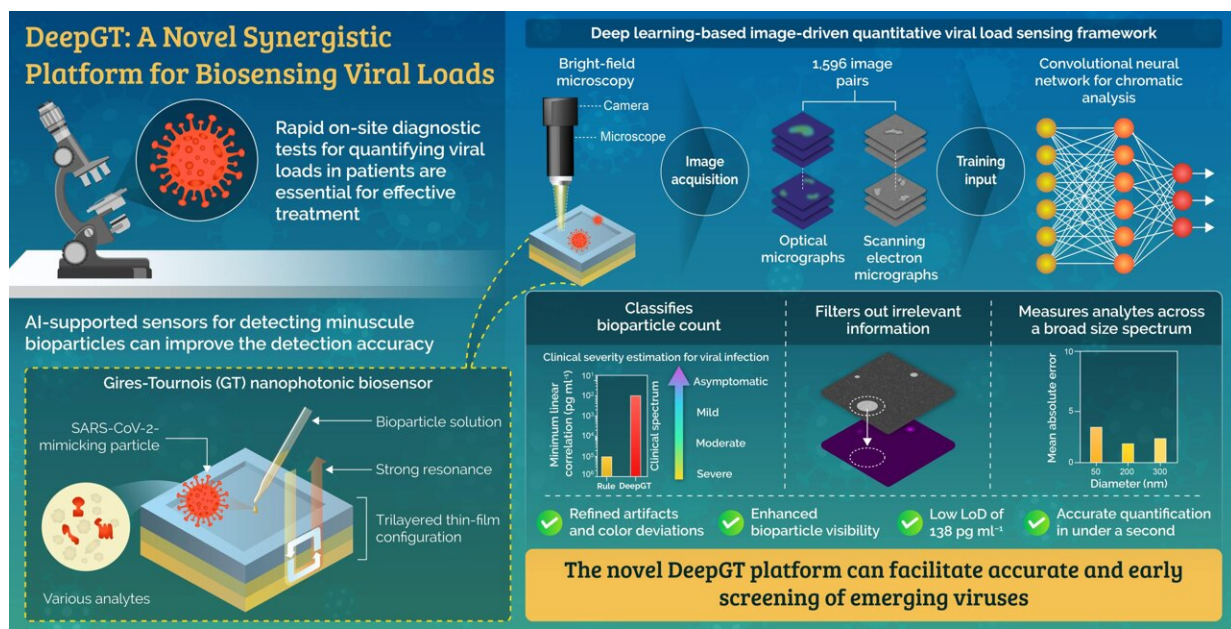 DeepGT: A Novel Synergistic
Platform for Biosensing Viral Loads
Rapid on-site diagnostic
tests for quantifying viral
loads in patients are
essential for effective
treatment
AI-supported sensors for detecting minuscule
bioparticles can improve the detection accuracy
Gires-Tournois (GT) nanophotonic biosensor
SARS-CoV-2-
mimicking particle
Bioparticle solution
Strong resonance
Trilayered thin-film
configuration
Various analytes
Deep learning-based image-driven quantitative viral load sensing framework
Bright-field
microscopy
Camera
Microscope
Image
acquisition
1,596 image
pairs
Optical
micrographs
Scanning
electron
micrographs
Training
input
Convolutional neural
network for chromatic
analysis
Classifies
bioparticle count
Clinical severity estimation for viral infection
Minimum linear
correlation (pg ml⁻¹)
10¹
10²
10³
10⁴
10⁵
10⁶
Rule
DeepGT
Clinical spectrum
Asymptomatic
Mild
Moderate
Severe
Filters out irrelevant
information
Measures analytes across
a broad size spectrum
Mean absolute error
10
5
0
50
200
300
Diameter (nm)
Refined artifacts
and color deviations
Enhanced
bioparticle visibility
Low LoD of
138 pg ml⁻¹
Accurate quantification
in under a second
The novel DeepGT platform can facilitate accurate and early
screening of emerging viruses